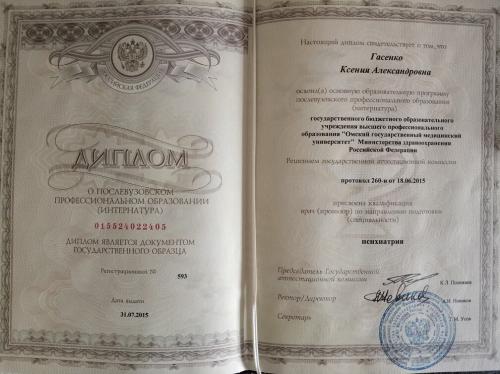 РОССИЙСКАЯ ФЕДЕРАЦИЯ
ДИПЛОМ
О ПОСЛЕВУЗОВСКОМ
ПРОФЕССИОНАЛЬНОМ ОБРАЗОВАНИИ
(ИНТЕРНАТУРА)
015524022405
ДИПЛОМ ЯВЛЯЕТСЯ ДОКУМЕНТОМ
ГОСУДАРСТВЕННОГО ОБРАЗЦА
Регистрационный № 593
Дата выдачи
31.07.2015
Настоящий диплом свидетельствует о том, что
Гасенко
Ксения Александровна
освоил(а) основную образовательную программу
послевузовского профессионального образования
(интернатура)
государственного бюджетного образовательного
учреждения высшего профессионального
образования "Омский государственный медицинский
университет" Министерства здравоохранения
Российской Федерации
Решением государственной аттестационной комиссии
протокол 260-и от 18.06.2015
присвоена квалификация
врач (провизор) по направлению подготовки
(специальности)
психиатрия
Председатель Государственной
аттестационной комиссии
Ректор/Директор
Секретарь